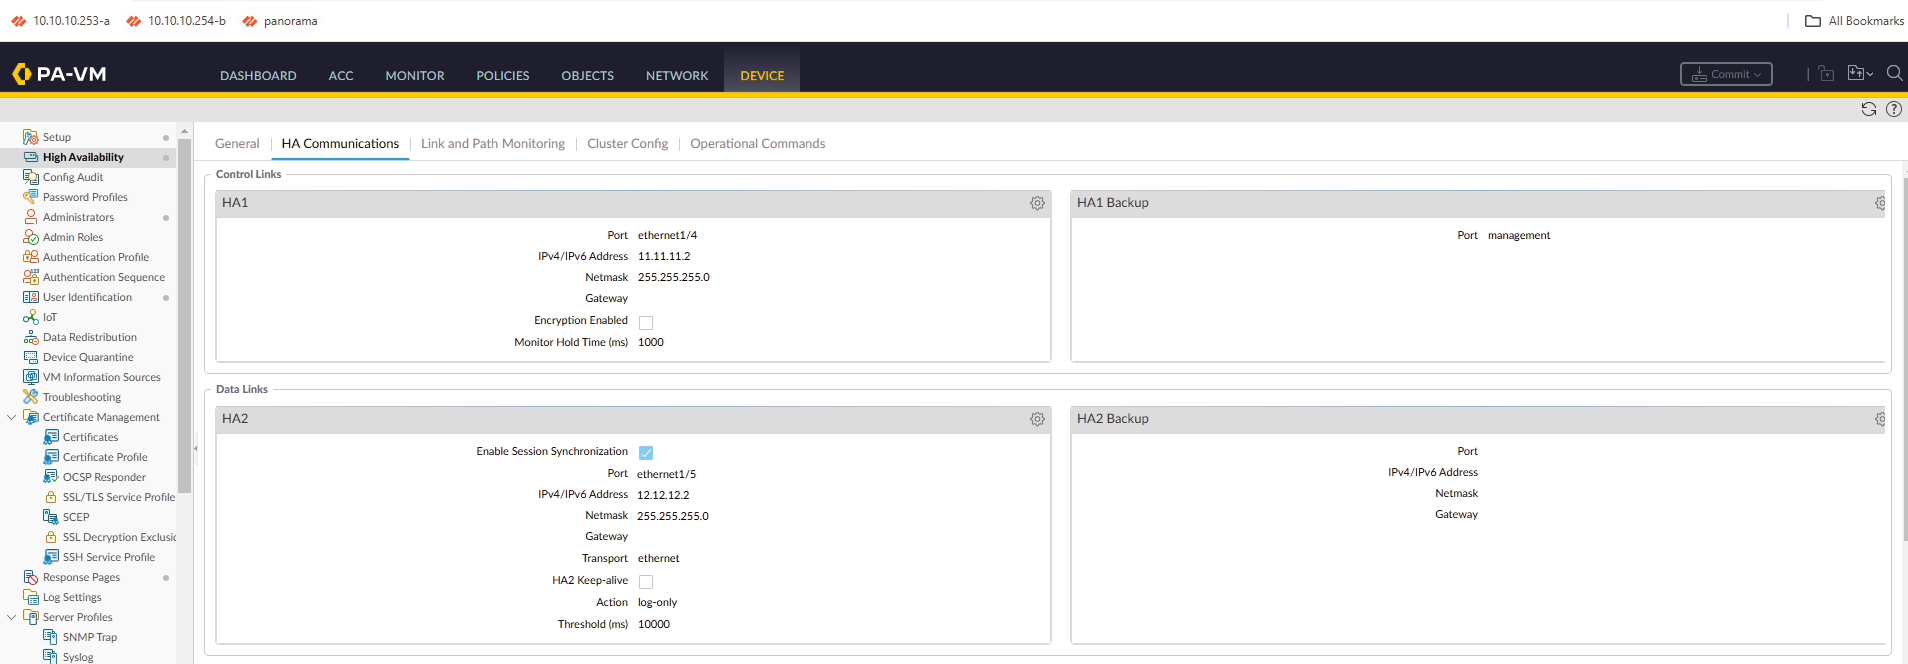 10.10.10.253-a 10.10.10.254-b panorama All Bookmarks
PA-VM DASHBOARD ACC MONITOR POLICIES OBJECTS NETWORK DEVICE Commit
Setup
High Availability
Config Audit
Password Profiles
Administrators
Admin Roles
Authentication Profile
Authentication Sequence
User Identification
IoT
Data Redistribution
Device Quarantine
VM Information Sources
Troubleshooting
Certificate Management
Certificates
Certificate Profile
OCSP Responder
SSL/TLS Service Profile
SCEP
SSL Decryption Exclusic
SSH Service Profile
Response Pages
Log Settings
Server Profiles
SNMP Trap
Syslog
General HA Communications Link and Path Monitoring Cluster Config Operational Commands
Control Links
HA1
Port ethernet1/4
IPv4/IPv6 Address 11.11.11.2
Netmask 255.255.255.0
Gateway
Encryption Enabled
Monitor Hold Time (ms) 1000
HA1 Backup
Port management
Data Links
HA2
Enable Session Synchronization
Port ethernet1/5
IPv4/IPv6 Address 12.12.12.2
Netmask 255.255.255.0
Gateway
Transport ethernet
HA2 Keep-alive
Action log-only
Threshold (ms) 10000
HA2 Backup
Port
IPv4/IPv6 Address
Netmask
Gateway